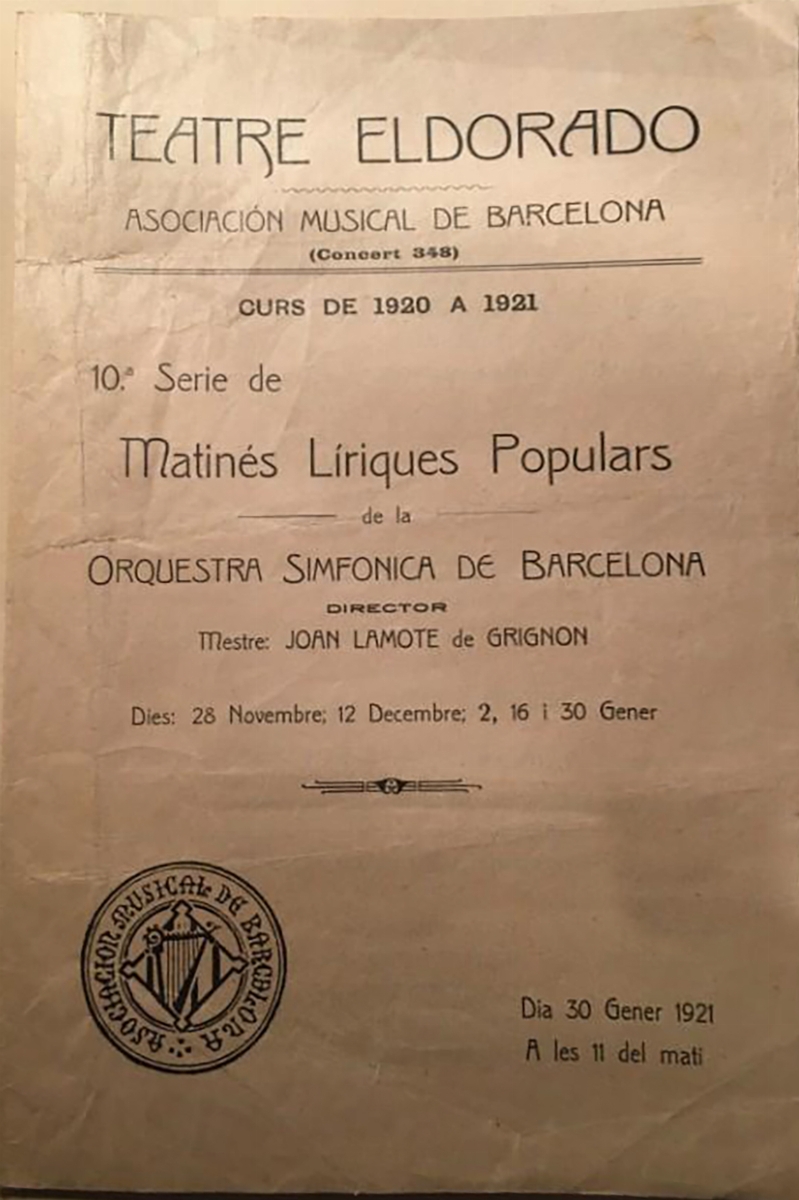 TEATRE ELDORADO
ASOCIACIÓN MUSICAL DE BARCELONA
(Concert 348)
CURS DE 1920 A 1921
10.ª Serie de
Matinés Líriques Populars
de la
ORQUESTRA SIMFONICA DE BARCELONA
DIRECTOR
Mestre: JOAN LAMOTE de GRIGNON
Dies: 28 Novembre; 12 Decembre; 2, 16 i 30 Gener
ASOCIACION MUSICAL DE BARCELONA
Dia 30 Gener 1921
A les 11 del mati